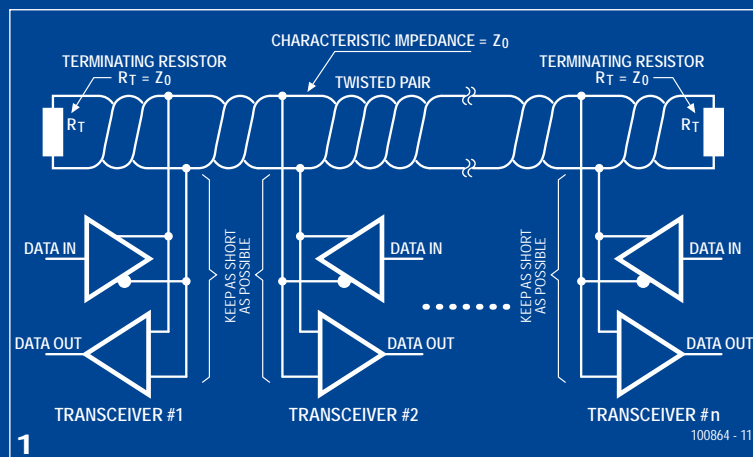 CHARACTERISTIC IMPEDANCE = Z0
TERMINATING RESISTOR
RT = Z0
TWISTED PAIR
TERMINATING RESISTOR
RT = Z0
RT
RT
DATA IN
DATA OUT
KEEP AS SHORT
AS POSSIBLE
DATA IN
DATA OUT
KEEP AS SHORT
AS POSSIBLE
DATA IN
DATA OUT
TRANSCEIVER #1
TRANSCEIVER #2
TRANSCEIVER #n
1
100864 - 11